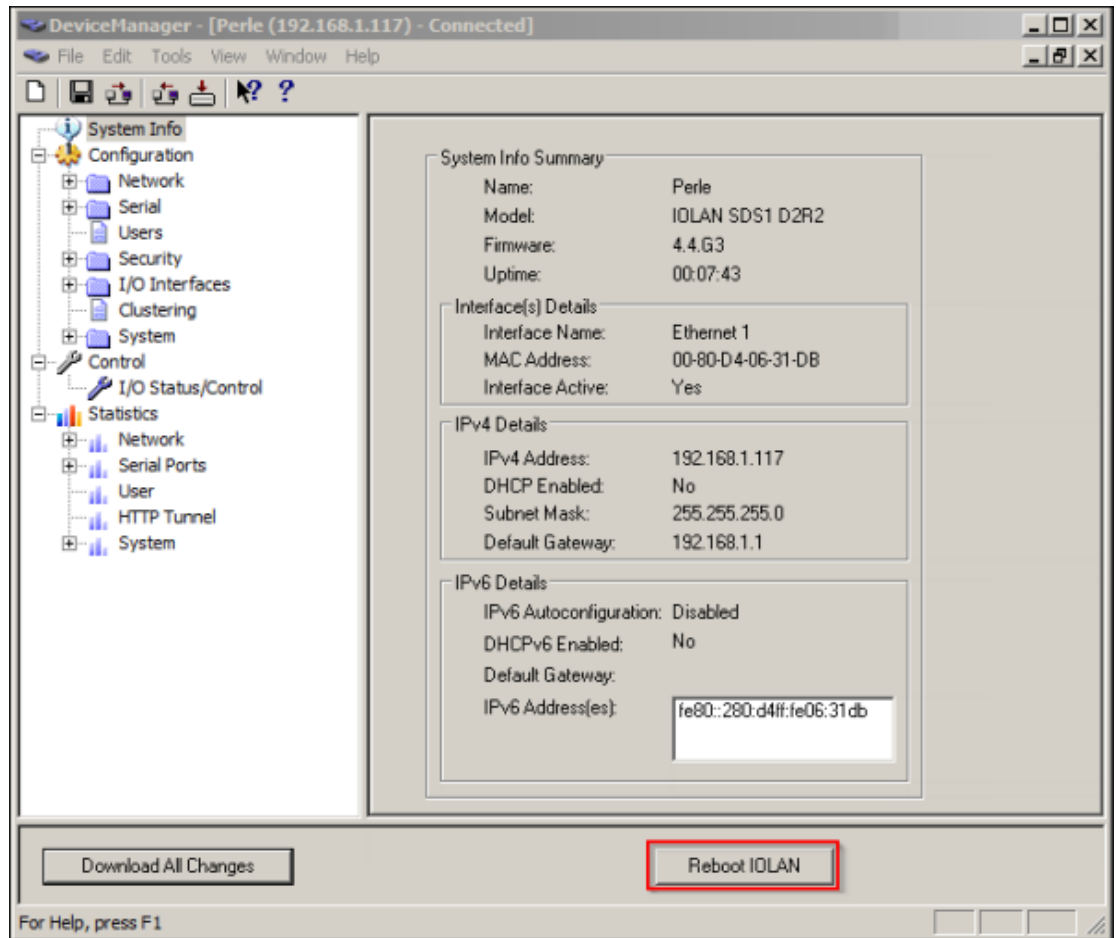 DeviceManager - [Perle (192.168.1.117) - Connected]
File Edit Tools View Window Help
System Info
Configuration
Network
Serial
Users
Security
I/O Interfaces
Clustering
System
Control
I/O Status/Control
Statistics
Network
Serial Ports
User
HTTP Tunnel
System
System Info Summary
Name: Perle
Model: IOLAN SDS1 D2R2
Firmware: 4.4.G3
Uptime: 00:07:43
Interface(s) Details
Interface Name: Ethernet 1
MAC Address: 00-80-D4-06-31-DB
Interface Active: Yes
IPv4 Details
IPv4 Address: 192.168.1.117
DHCP Enabled: No
Subnet Mask: 255.255.255.0
Default Gateway: 192.168.1.1
IPv6 Details
IPv6 Autoconfiguration: Disabled
DHCPv6 Enabled: No
Default Gateway:
IPv6 Address(es): fe80::280:d4ff:fe06:31db
Download All Changes
Reboot IOLAN
For Help, press F1